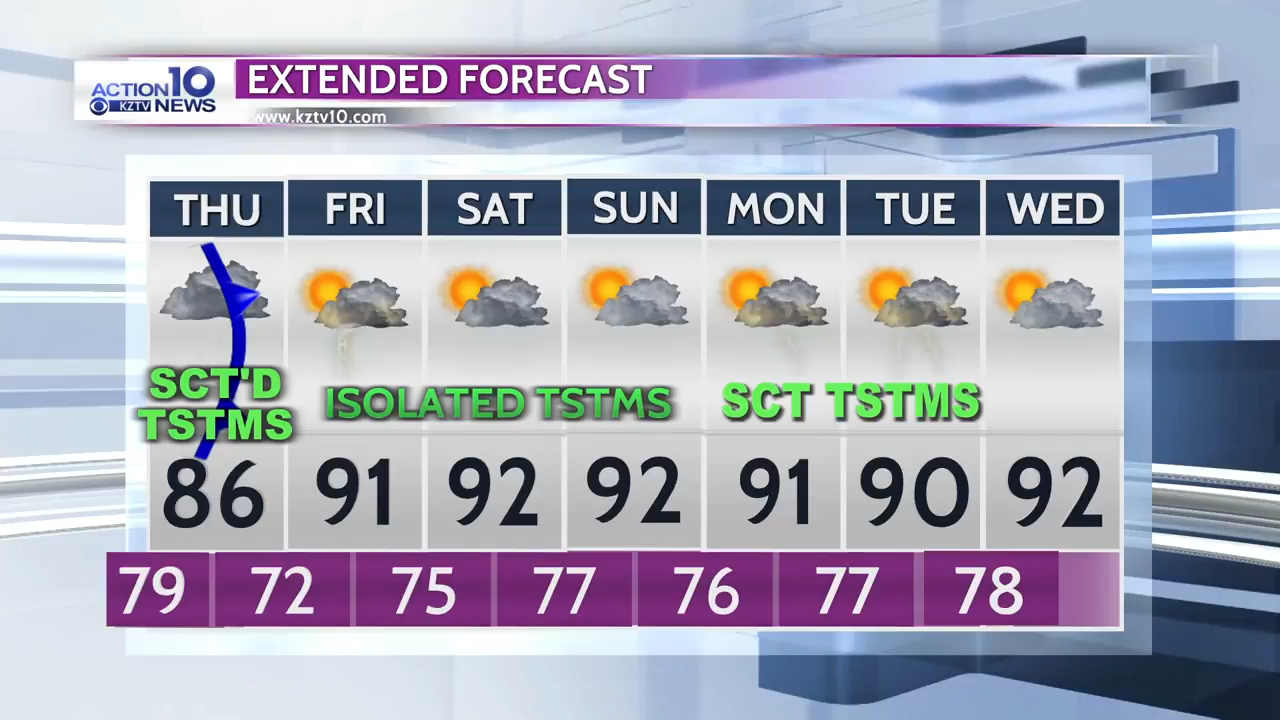 ACTION 10
KZTV NEWS
EXTENDED FORECAST
www.kztv10.com
THU FRI SAT SUN MON TUE WED
SCT'D
TSTMS
ISOLATED TSTMS
SCT TSTMS
86 91 92 92 91 90 92
79 72 75 77 76 77 78